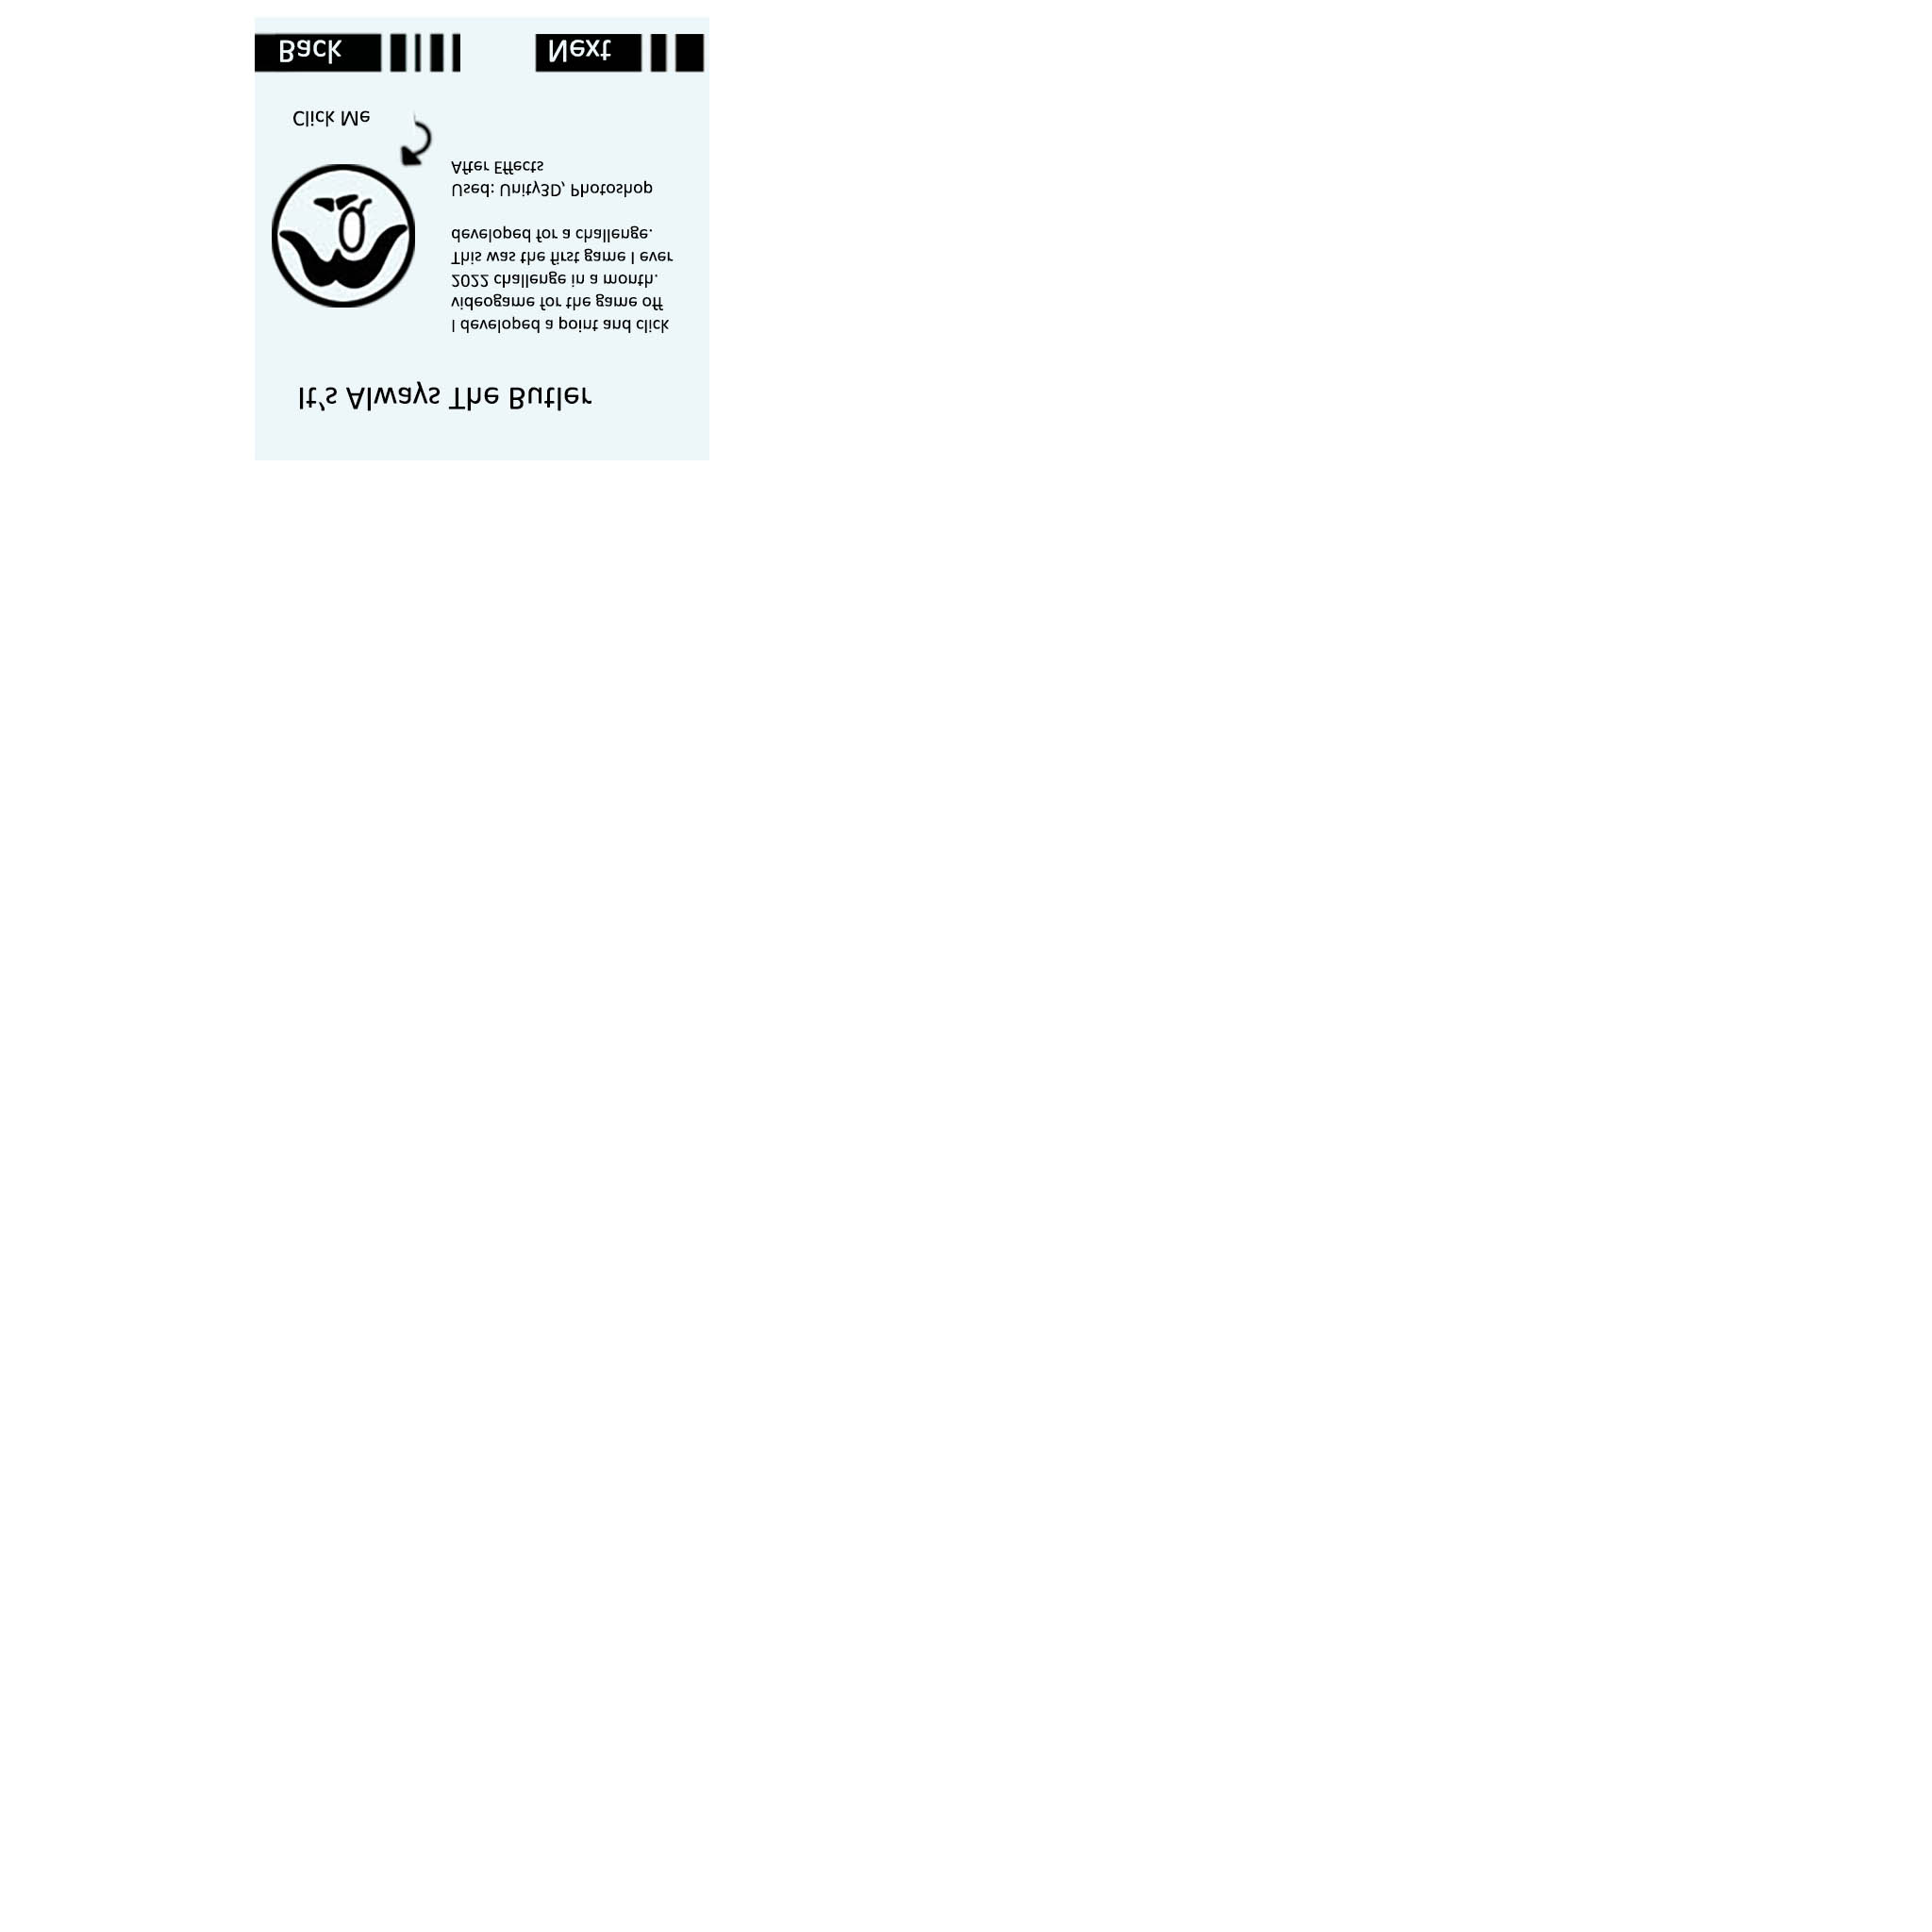 It's Always The Butler
I developed a point and click
videogame for the game off
2022 challenge in a month.
This was the first game I ever
developed for a challenge.
Used: Unity3D, Photoshop
After Effects
Click Me
Back
Next